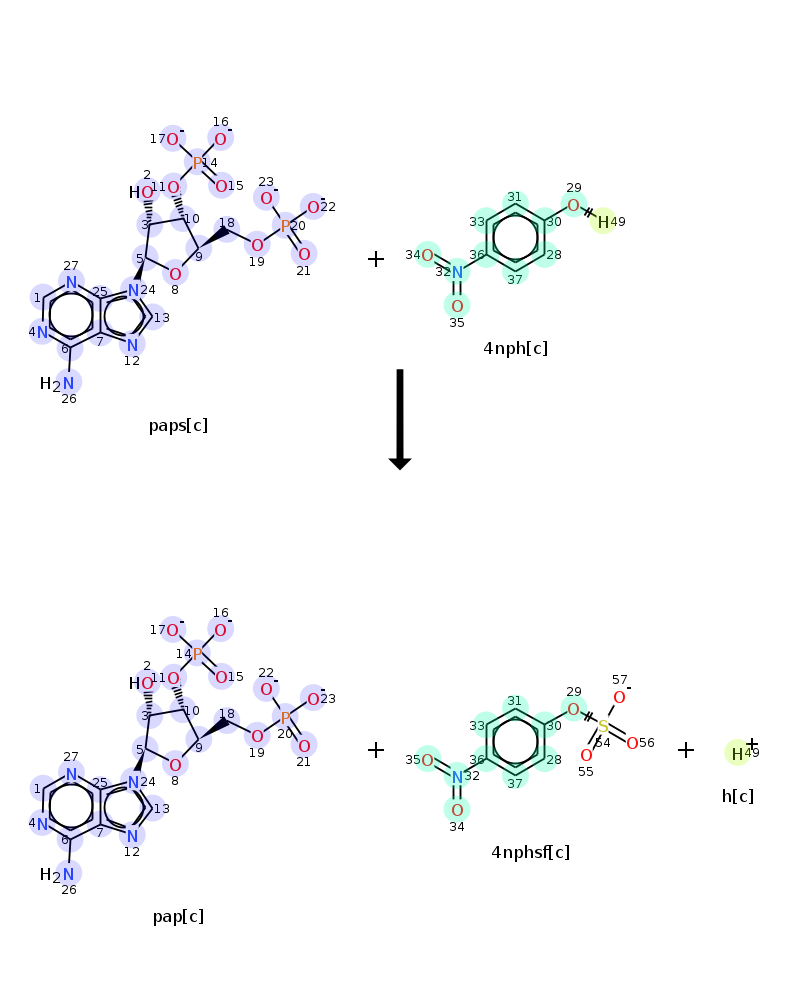 16
17 O - O -
P 14
2 11 O O 15
H O
23
O - O - 22
18
3 10
P 20
5 9
O 19
O 21
O 8
27
N 25 N 24
1
13
4 N
6 7 N
12
H 2 N
26
paps[c]
+
29
31 O
33 30 H 49
34 O 36 28
32 N 37
O
35
4nph[c]
16
17 O - O -
14 P
2 11 O O 15
H O
22
O - O - 23
18
3 10
P
20
5 9
O 19
O 21
O 8
27
N 25 N 24
1
13
4 N
6 7 N
12
H 2 N
26
pap[c]
+
57
29 O -
31 O S
33 30 54 O 56
35 O 36 28 O
55
N 32 37
O
34
4nphsf[c]
+
H + 49
h[c]